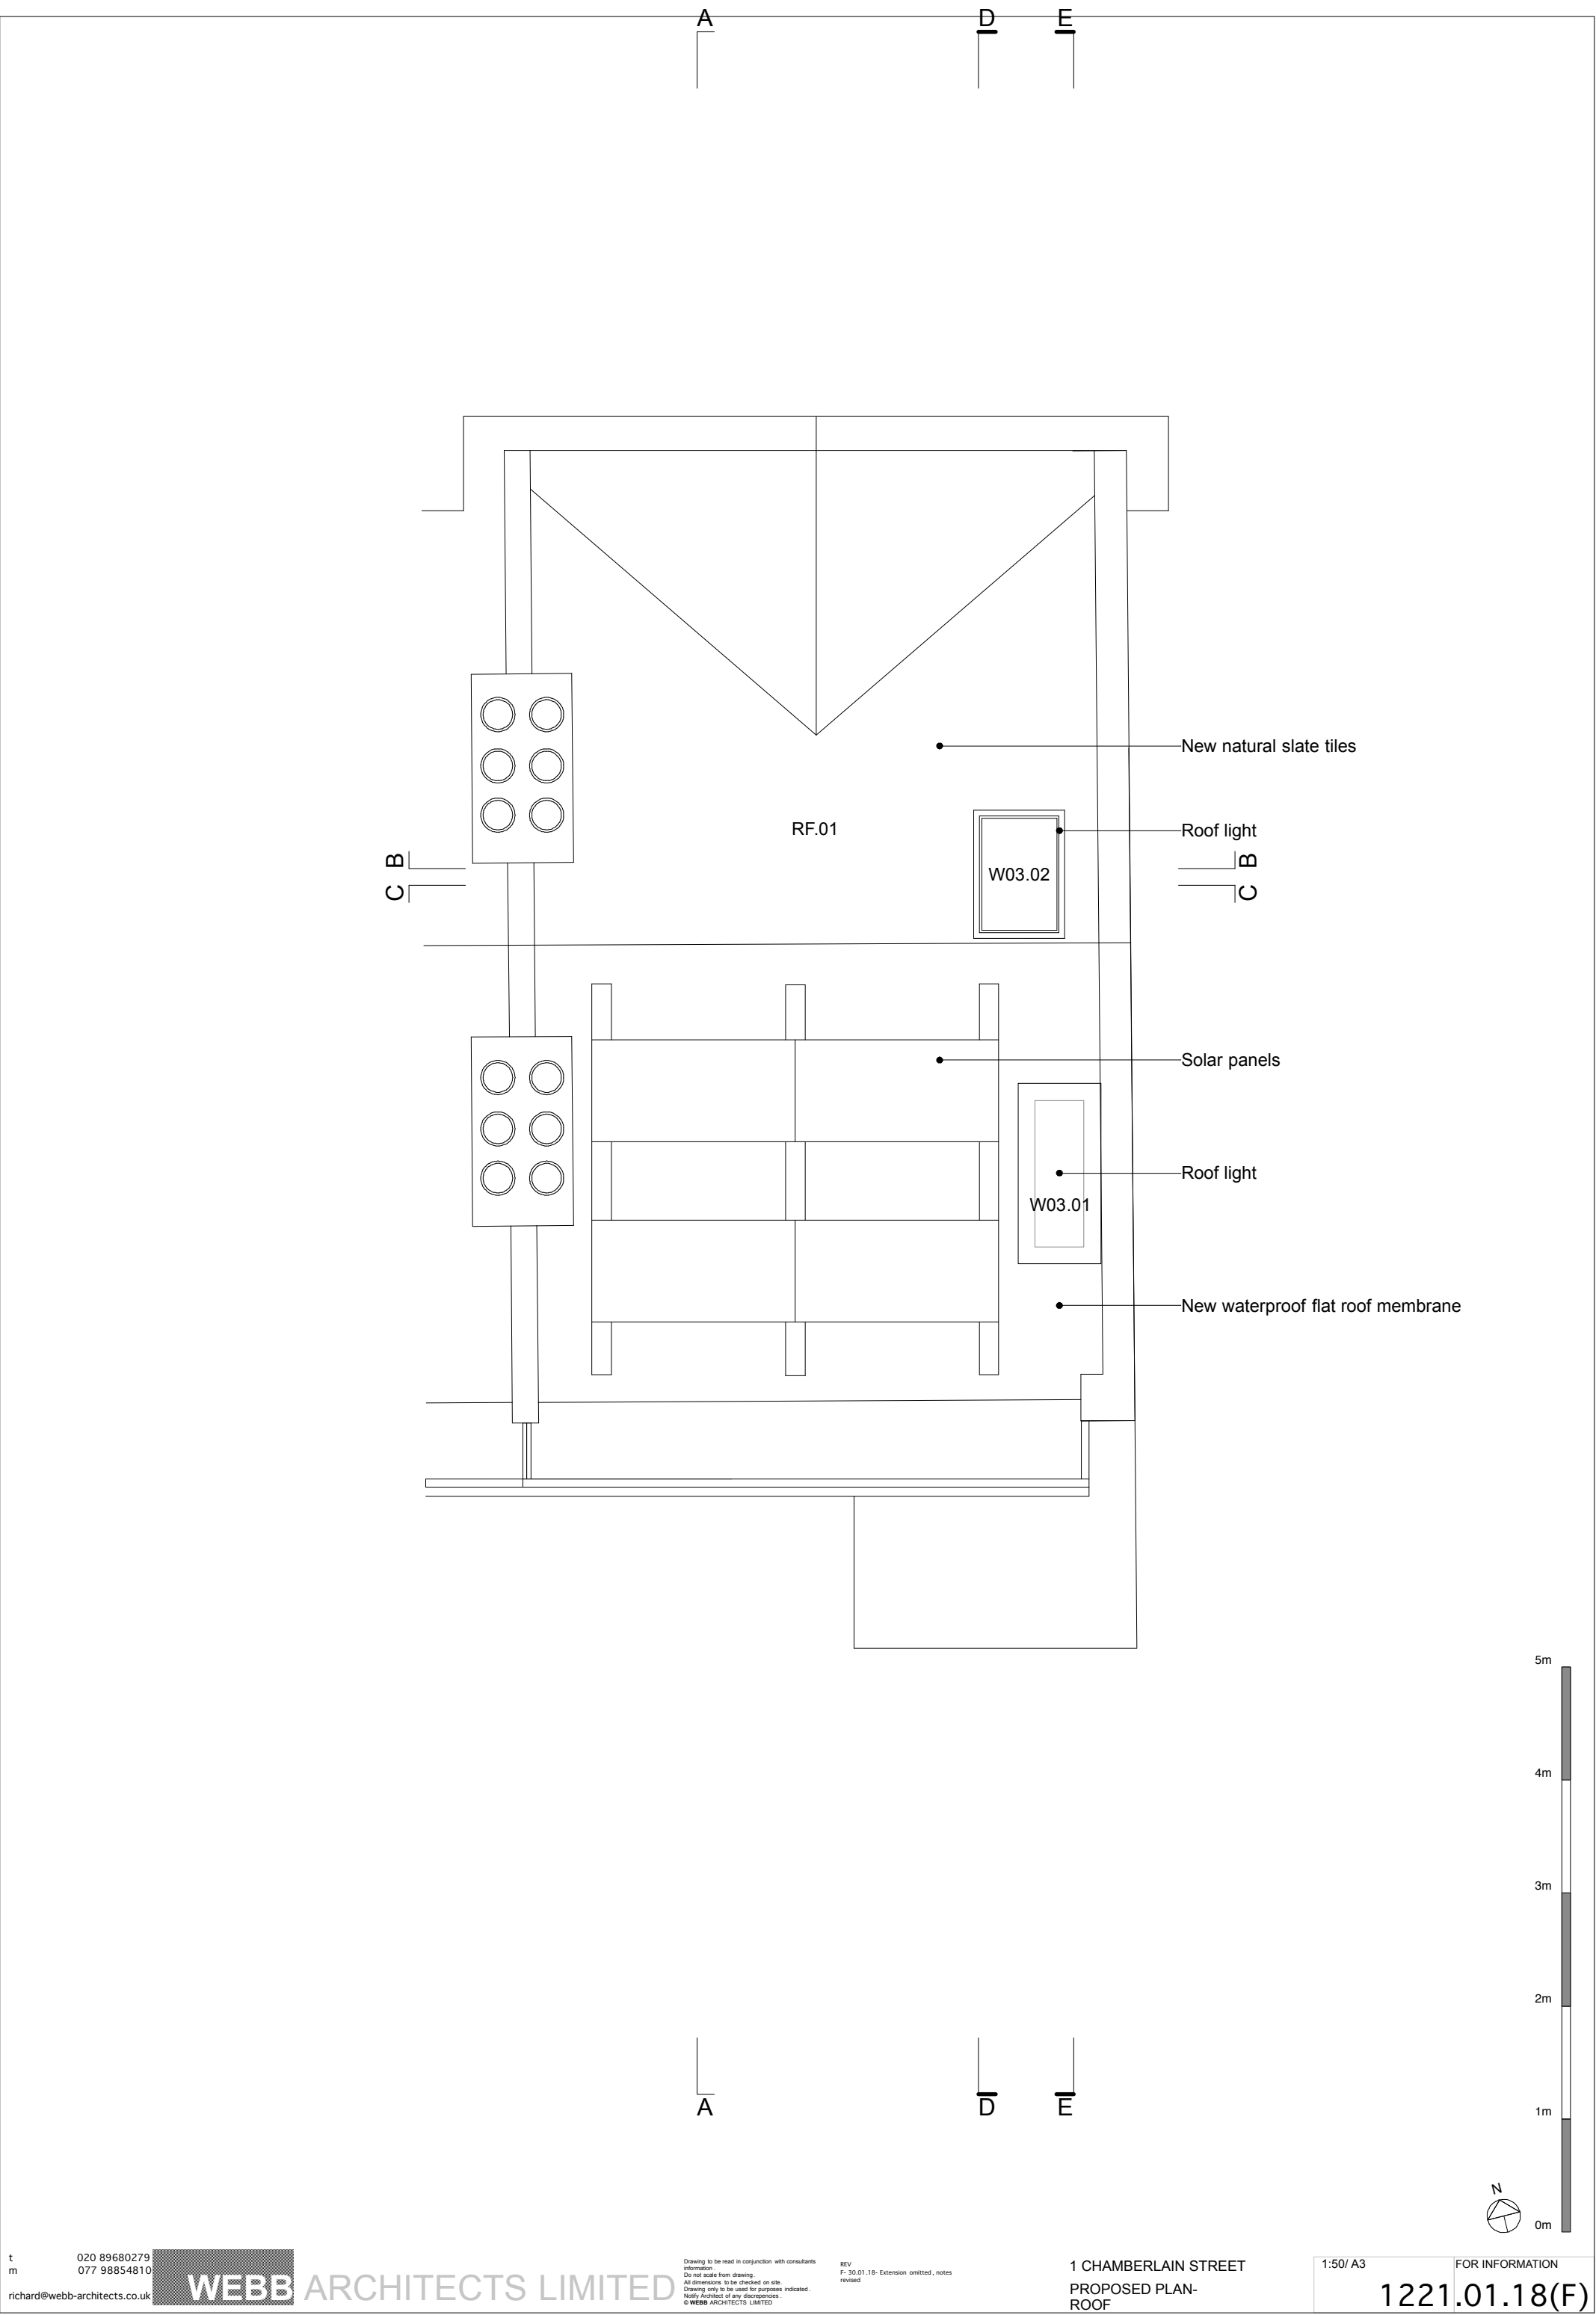 A
D
E
New natural slate tiles
RF.01
Roof light
W03.02
B
B
C
C
Solar panels
Roof light
W03.01
New waterproof flat roof membrane
5m
4m
3m
2m
1m
0m
A
D
E
N
t 020 89680279
m 077 98854810
richard@webb-architects.co.uk
WEBB ARCHITECTS LIMITED
Drawing to be read in conjunction with consultants
information.
Do not scale from drawing.
All dimensions to be checked on site.
Drawing only to be used for purposes indicated.
Notify Architect of any discrepencies.
© WEBB ARCHITECTS LIMITED
REV
F- 30.01.18- Extension omitted, notes
revised
1 CHAMBERLAIN STREET
PROPOSED PLAN-
ROOF
1:50/ A3
FOR INFORMATION
1221.01.18(F)